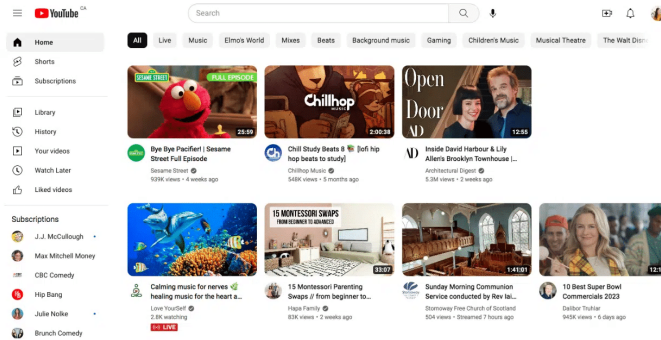 YouTube CA
Search
Home
Shorts
Subscriptions
Library
History
Your videos
Watch Later
Liked videos
Subscriptions
J.J. McCullough
Max Mitchell Money
CBC Comedy
Hip Bang
Julie Nolke
Brunch Comedy
All
Live
Music
Elmo's World
Mixes
Beats
Background music
Gaming
Children's Music
Musical Theatre
The Walt Disn
SESAME STREET
FULL EPISODE
25:59
Bye Bye Pacifier! | Sesame
Street Full Episode
Sesame Street
939K views • 4 weeks ago
Chillhop
MUSIC
2:00:38
Chill Study Beats 8 [lofi hip
hop beats to study]
Chillhop Music
548K views • 5 months ago
Open
Door
AD
12:55
AD
Inside David Harbour & Lily
Allen's Brooklyn Townhouse |...
Architectural Digest
5.3M views • 2 weeks ago
Calming music for nerves
healing music for the heart a...
Love YourSelf
2.8K watching
LIVE
15 MONTESSORI SWAPS
FROM BEGINNER TO ADVANCED
33:07
15 Montessori Parenting
Swaps // from beginner to...
Hapa Family
83K views • 2 weeks ago
1:41:01
Sunday Morning Communion
Service conducted by Rev Iai...
Stornoway Free Church of Scotland
504 views • Streamed 7 hours ago
12:1
10 Best Super Bowl
Commercials 2023
Dalibor Truhlar
945K views • 6 days ago